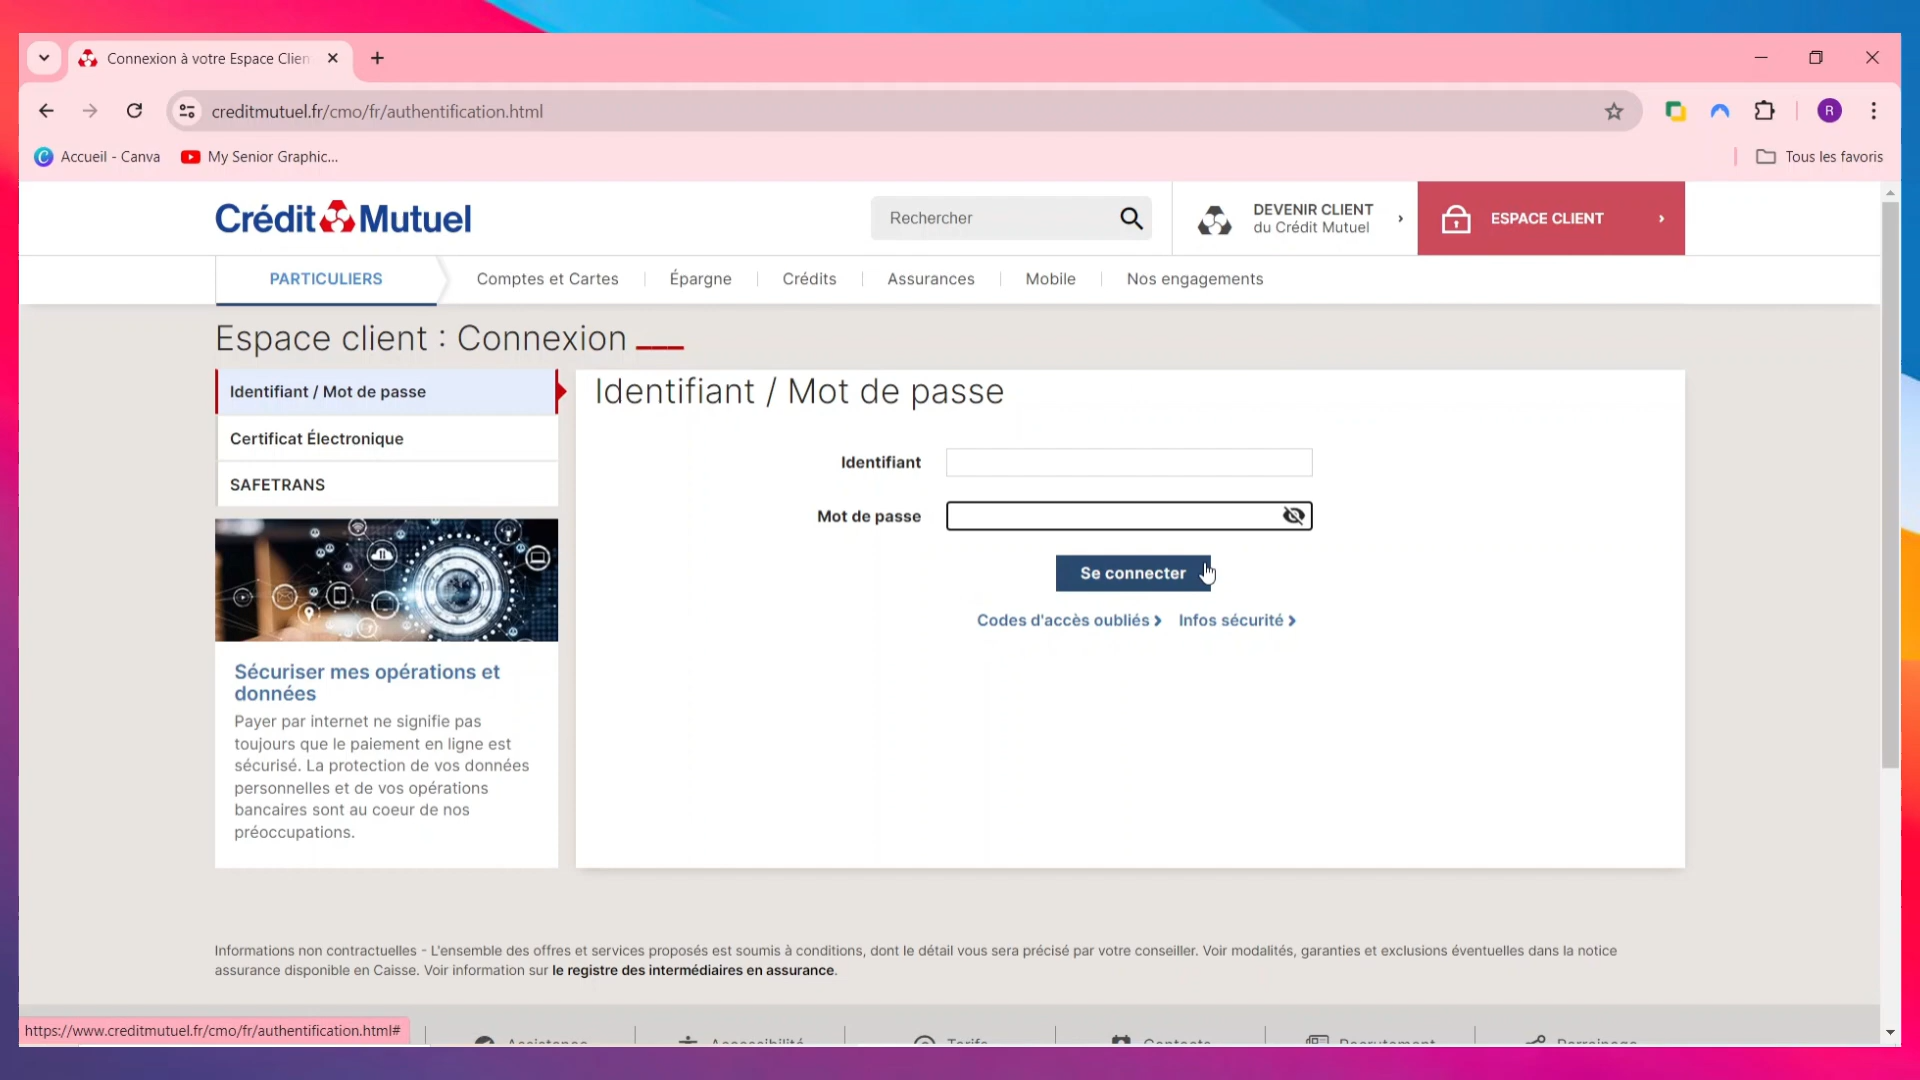 Connexion à votre Espace Clien
creditmutuel.fr/cmo/fr/authentification.html
R
Accueil - Canva
My Senior Graphic...
Tous les favoris
Crédit Mutuel
Rechercher
DEVENIR CLIENT
du Crédit Mutuel
ESPACE CLIENT
PARTICULIERS
Comptes et Cartes
Épargne
Crédits
Assurances
Mobile
Nos engagements
Espace client : Connexion
Identifiant / Mot de passe
Certificat Électronique
SAFETRANS
Identifiant / Mot de passe
Identifiant
Mot de passe
Se connecter
Codes d'accès oubliés
Infos sécurité
Sécuriser mes opérations et
données
Payer par internet ne signifie pas
toujours que le paiement en ligne est
sécurisé. La protection de vos données
personnelles et de vos opérations
bancaires sont au coeur de nos
préoccupations.
Informations non contractuelles - L'ensemble des offres et services proposés est soumis à conditions, dont le détail vous sera précisé par votre conseiller. Voir modalités, garanties et exclusions éventuelles dans la notice
assurance disponible en Caisse. Voir information sur le registre des intermédiaires en assurance.
https://www.creditmutuel.fr/cmo/fr/authentification.html#
Assistance
Accessibilité
Tarifs
Contacts
Recrutement
Parrainage